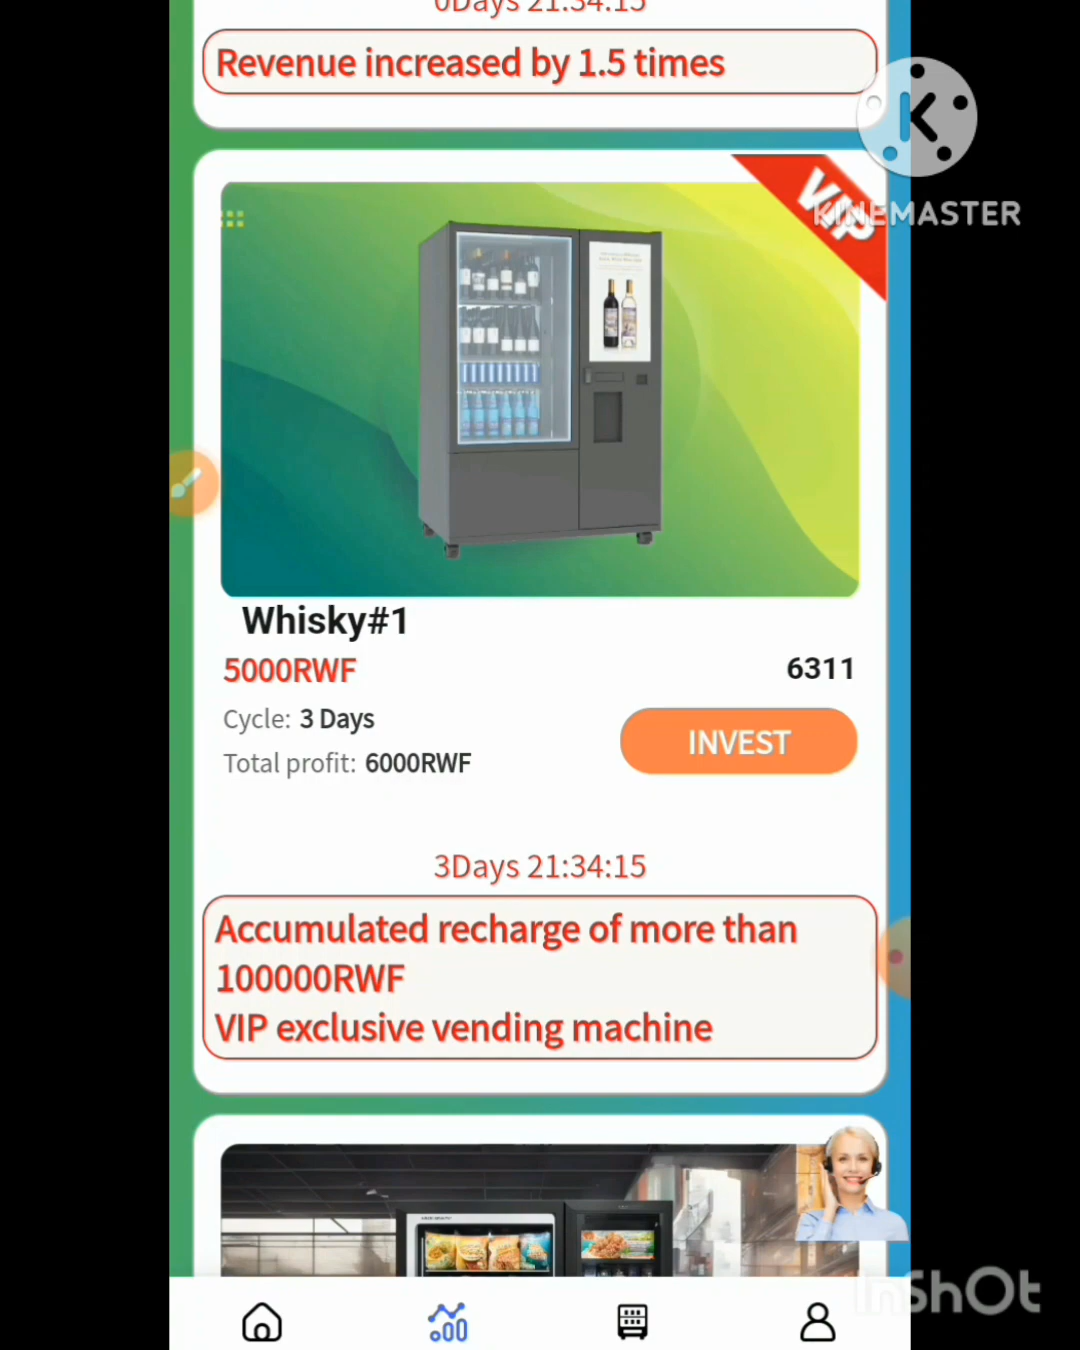 0Days 21:34:15
Revenue increased by 1.5 times
VIP
KINEMASTER
Whisky#1
5000RWF
6311
Cycle: 3 Days
INVEST
Total profit: 6000RWF
3Days 21:34:15
Accumulated recharge of more than
100000RWF
VIP exclusive vending machine
InShOt